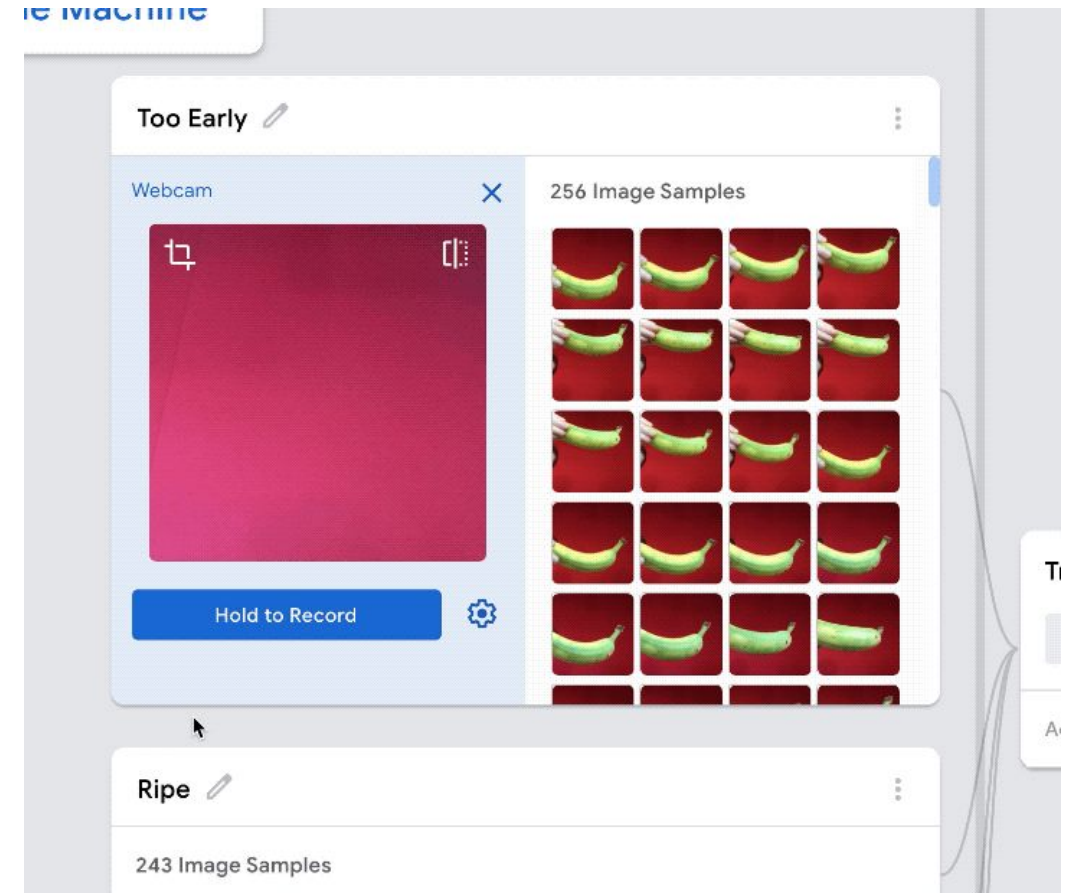 Machine
Too Early
Webcam
256 Image Samples
Hold to Record
Ripe
243 Image Samples